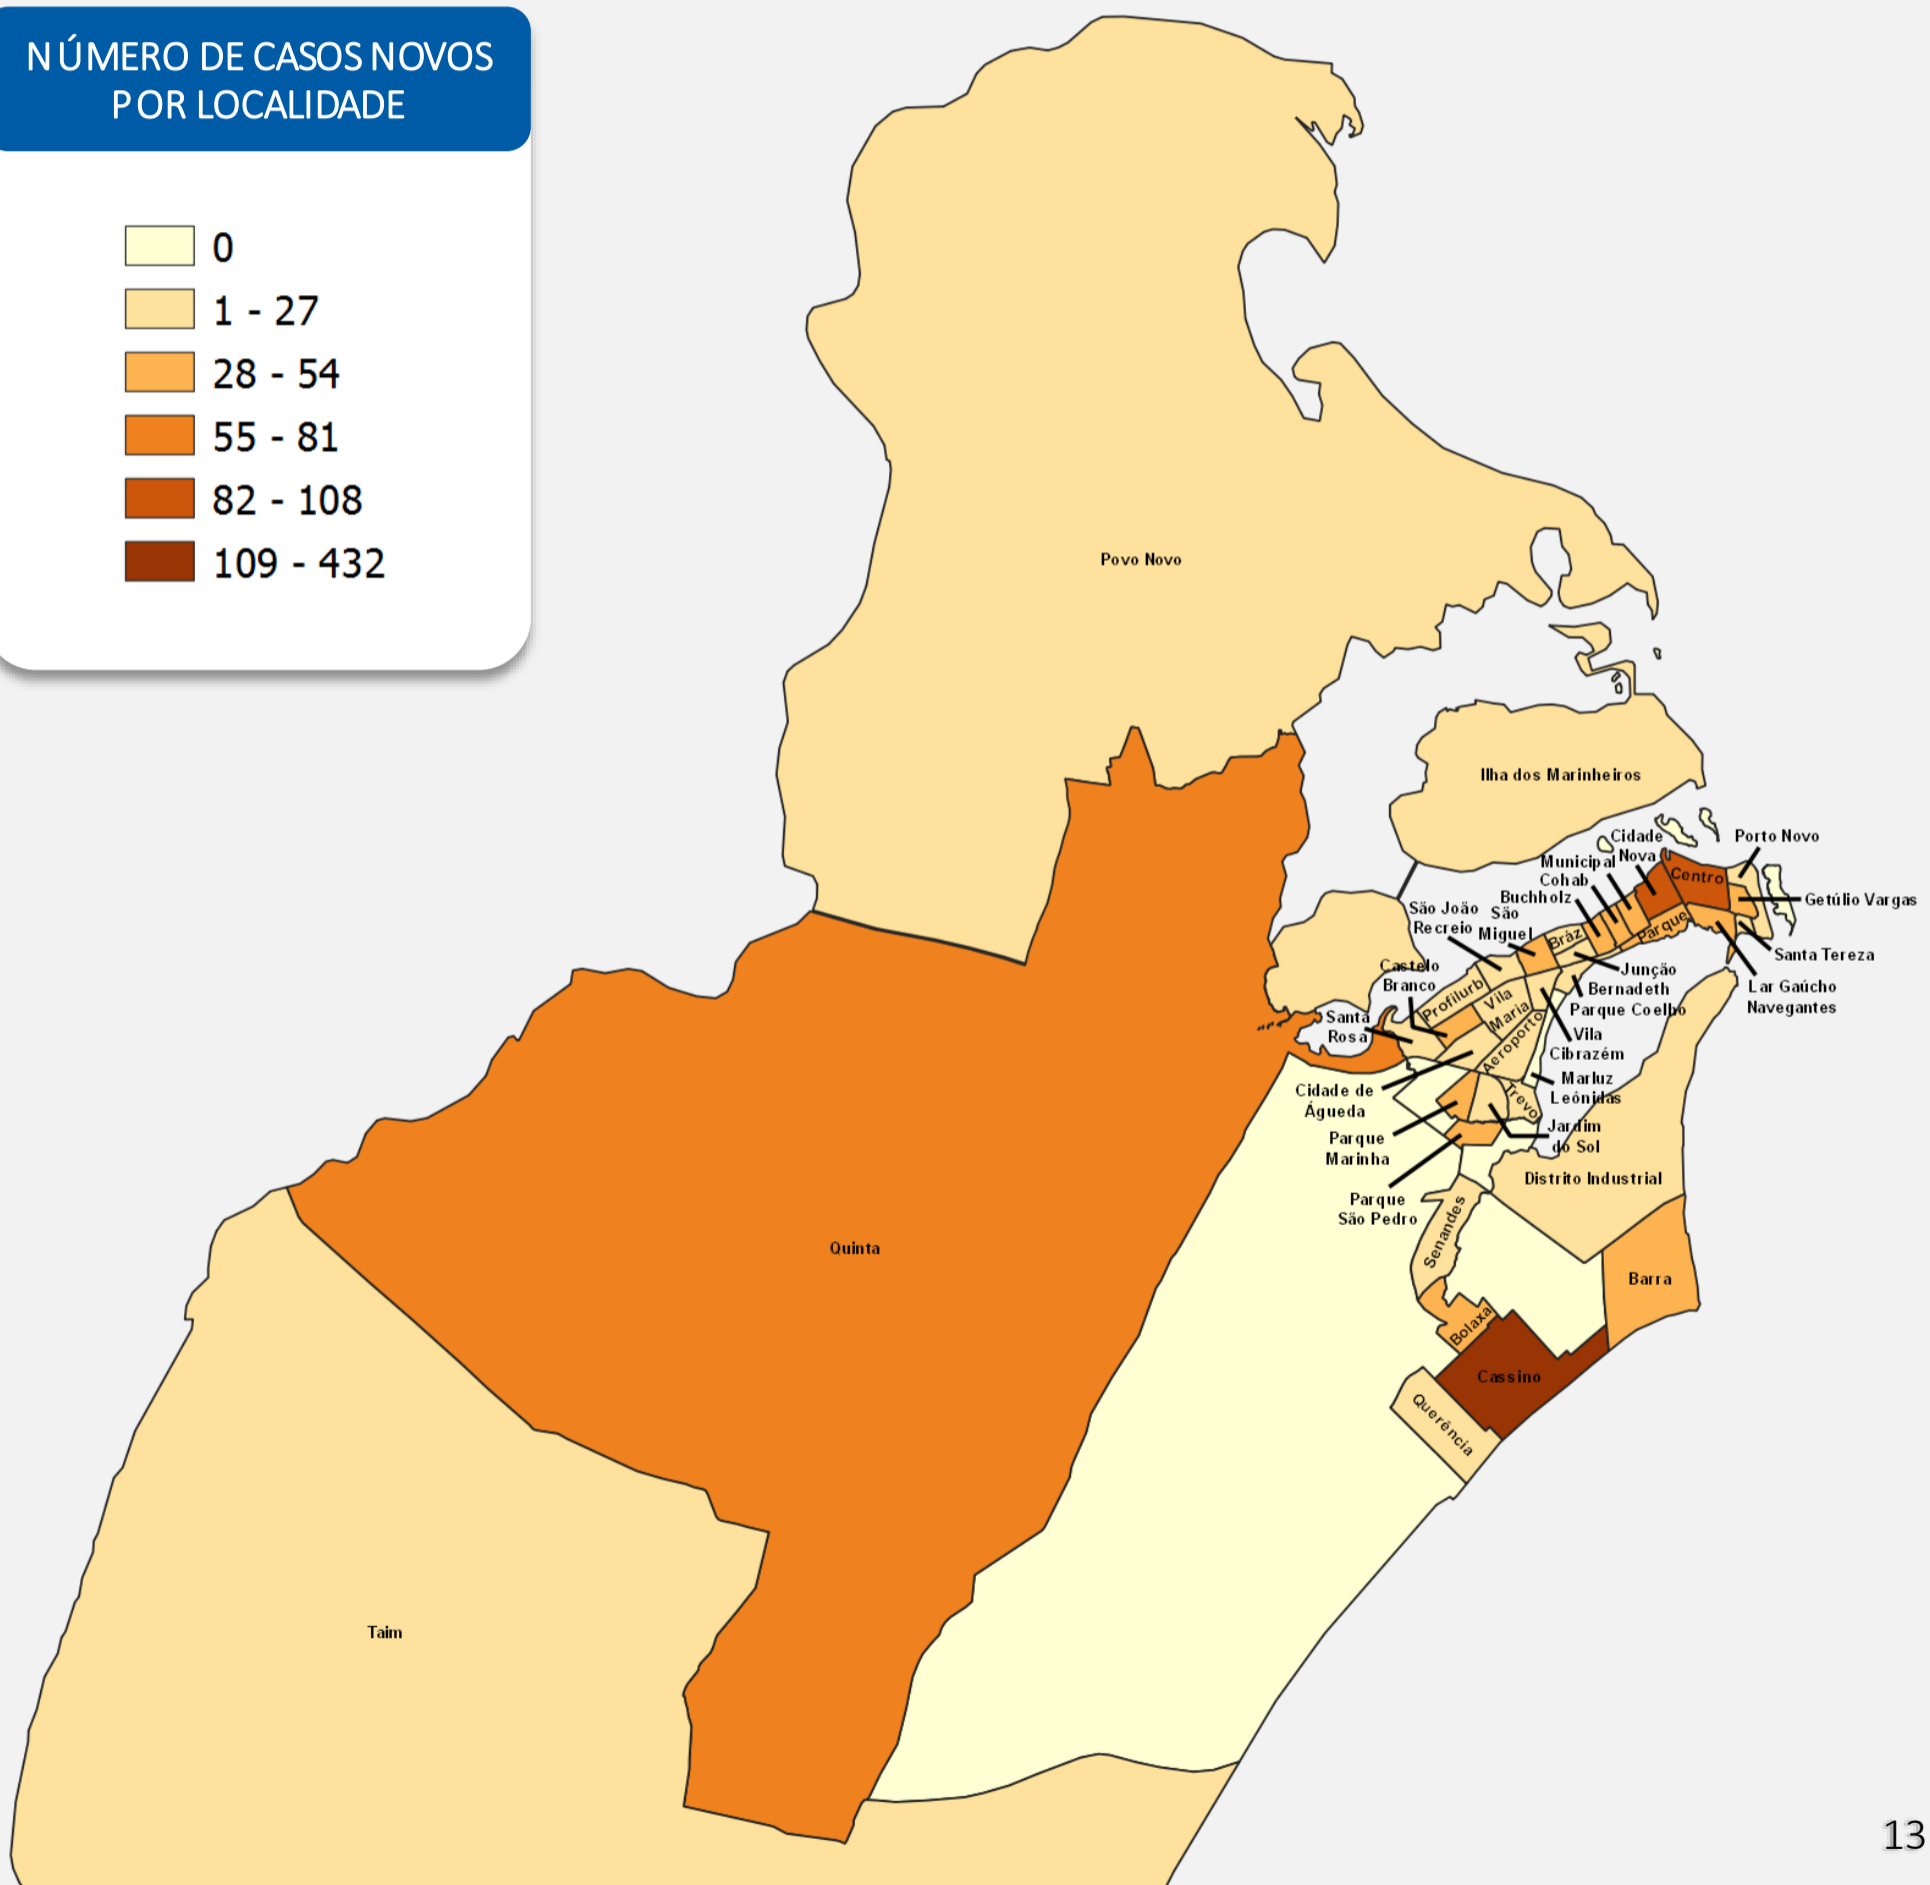 NÚMERO DE CASOS NOVOS
POR LOCALIDADE
0
1 - 27
28 - 54
55 - 81
82 - 108
109 - 432
Povo Novo
Ilha dos Marinheiros
Cidade
Nova
Porto Novo
Municipal
Cohab
Buchholz
Centro
Getúlio Vargas
São João
Recreio
São
Miguel
Bráz
Parque
Santa Tereza
Castelo
Branco
Junção
Bernadeth
Lar Gaúcho
Navegantes
Profilurb
Vila
Maria
Parque Coelho
Santa
Rosa
Aeroporto
Vila
Cibrazém
Cidade de
Águeda
Marluz
Leônidas
Trevo
Parque
Marinha
Jardim
do Sol
Distrito Industrial
Parque
São Pedro
Senandes
Quinta
Barra
Bolaxa
Cassino
Querência
Taim
13